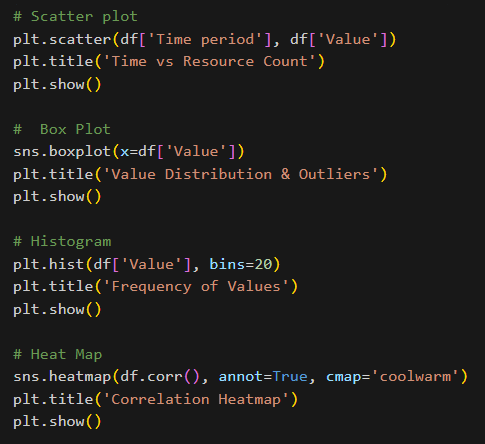 # Scatter plot
plt.scatter(df['Time period'], df['Value'])
plt.title('Time vs Resource Count')
plt.show()
#  Box Plot
sns.boxplot(x=df['Value'])
plt.title('Value Distribution & Outliers')
plt.show()
# Histogram
plt.hist(df['Value'], bins=20)
plt.title('Frequency of Values')
plt.show()
# Heat Map
sns.heatmap(df.corr(), annot=True, cmap='coolwarm')
plt.title('Correlation Heatmap')
plt.show()